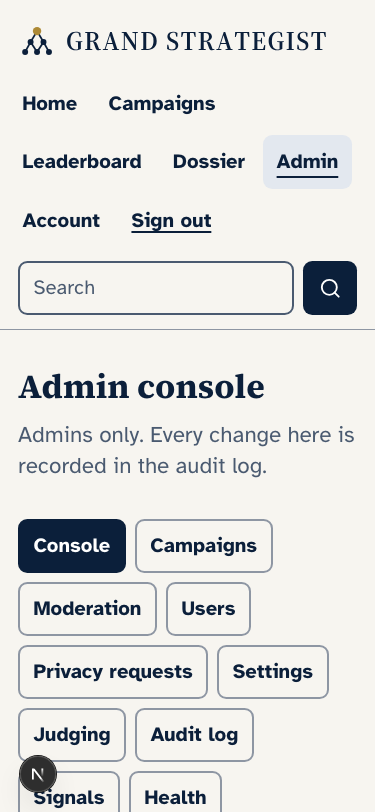 GRAND STRATEGIST
Home Campaigns
Leaderboard Dossier Admin
Account Sign out
Search
Admin console
Admins only. Every change here is
recorded in the audit log.
Console Campaigns
Moderation Users
Privacy requests Settings
Judging Audit log
N
Signals Health